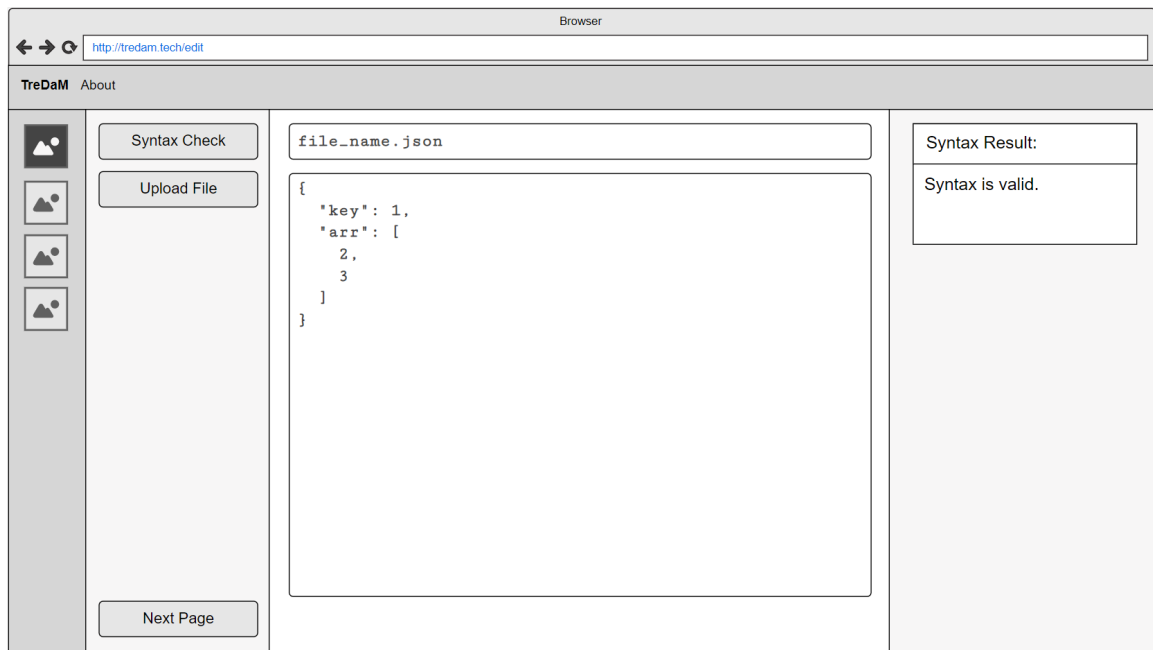 Browser
http://tredam.tech/edit
TreDaM About
Syntax Check
Upload File
Next Page
file_name.json
{
  "key": 1,
  "arr": [
    2,
    3
  ]
}
Syntax Result:
Syntax is valid.